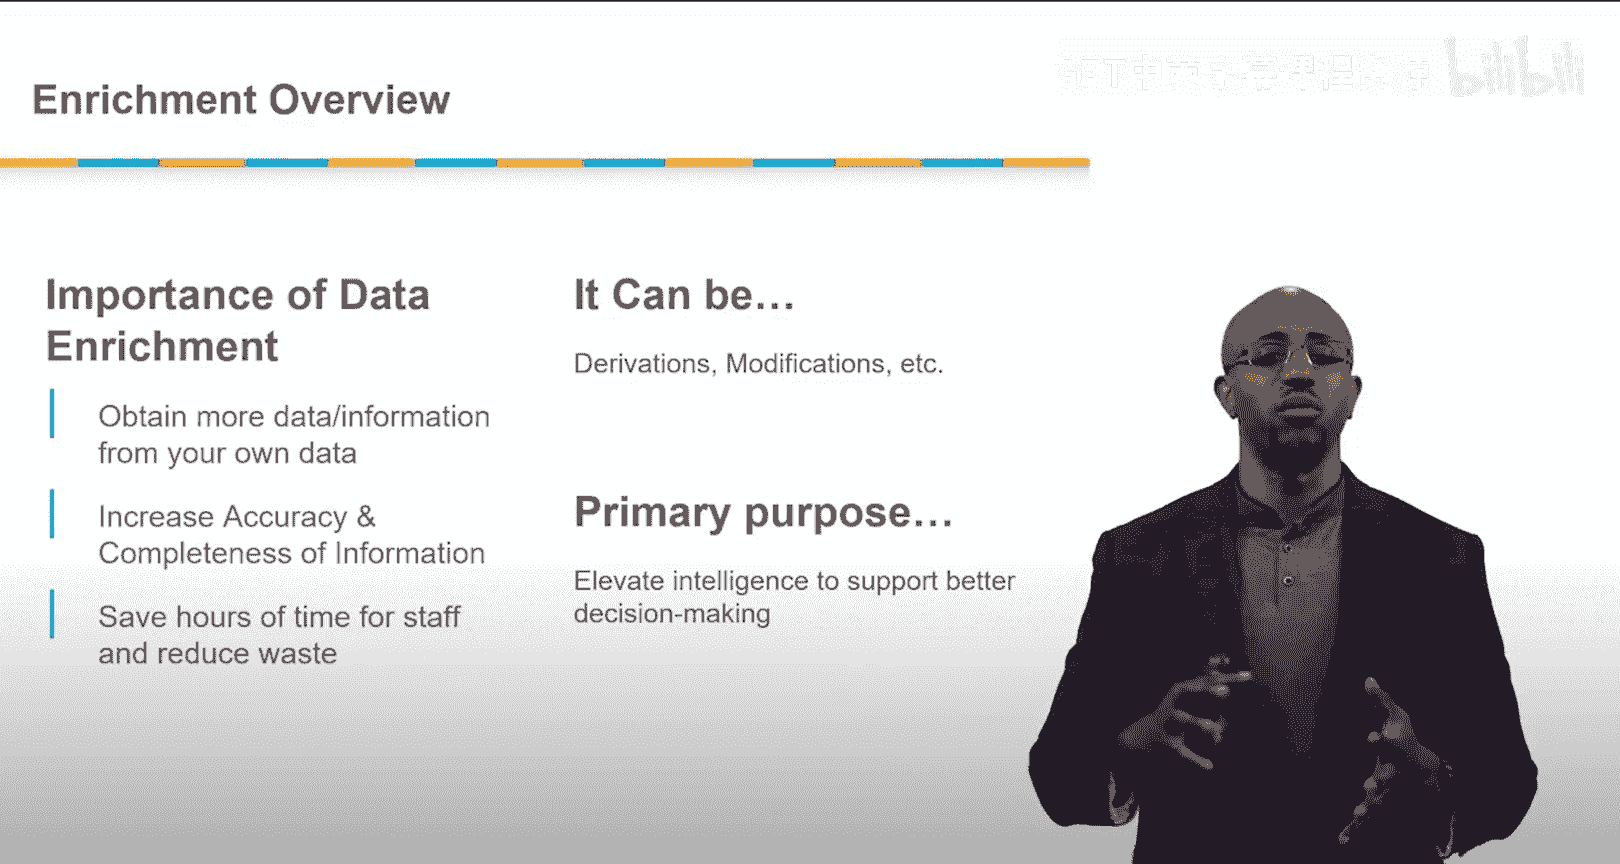 Enrichment Overview
bilibili
Importance of Data
Enrichment
Obtain more data/information
from your own data
Increase Accuracy &
Completeness of Information
Save hours of time for staff
and reduce waste
It Can be…
Derivations, Modifications, etc.
Primary purpose…
Elevate intelligence to support better
decision-making